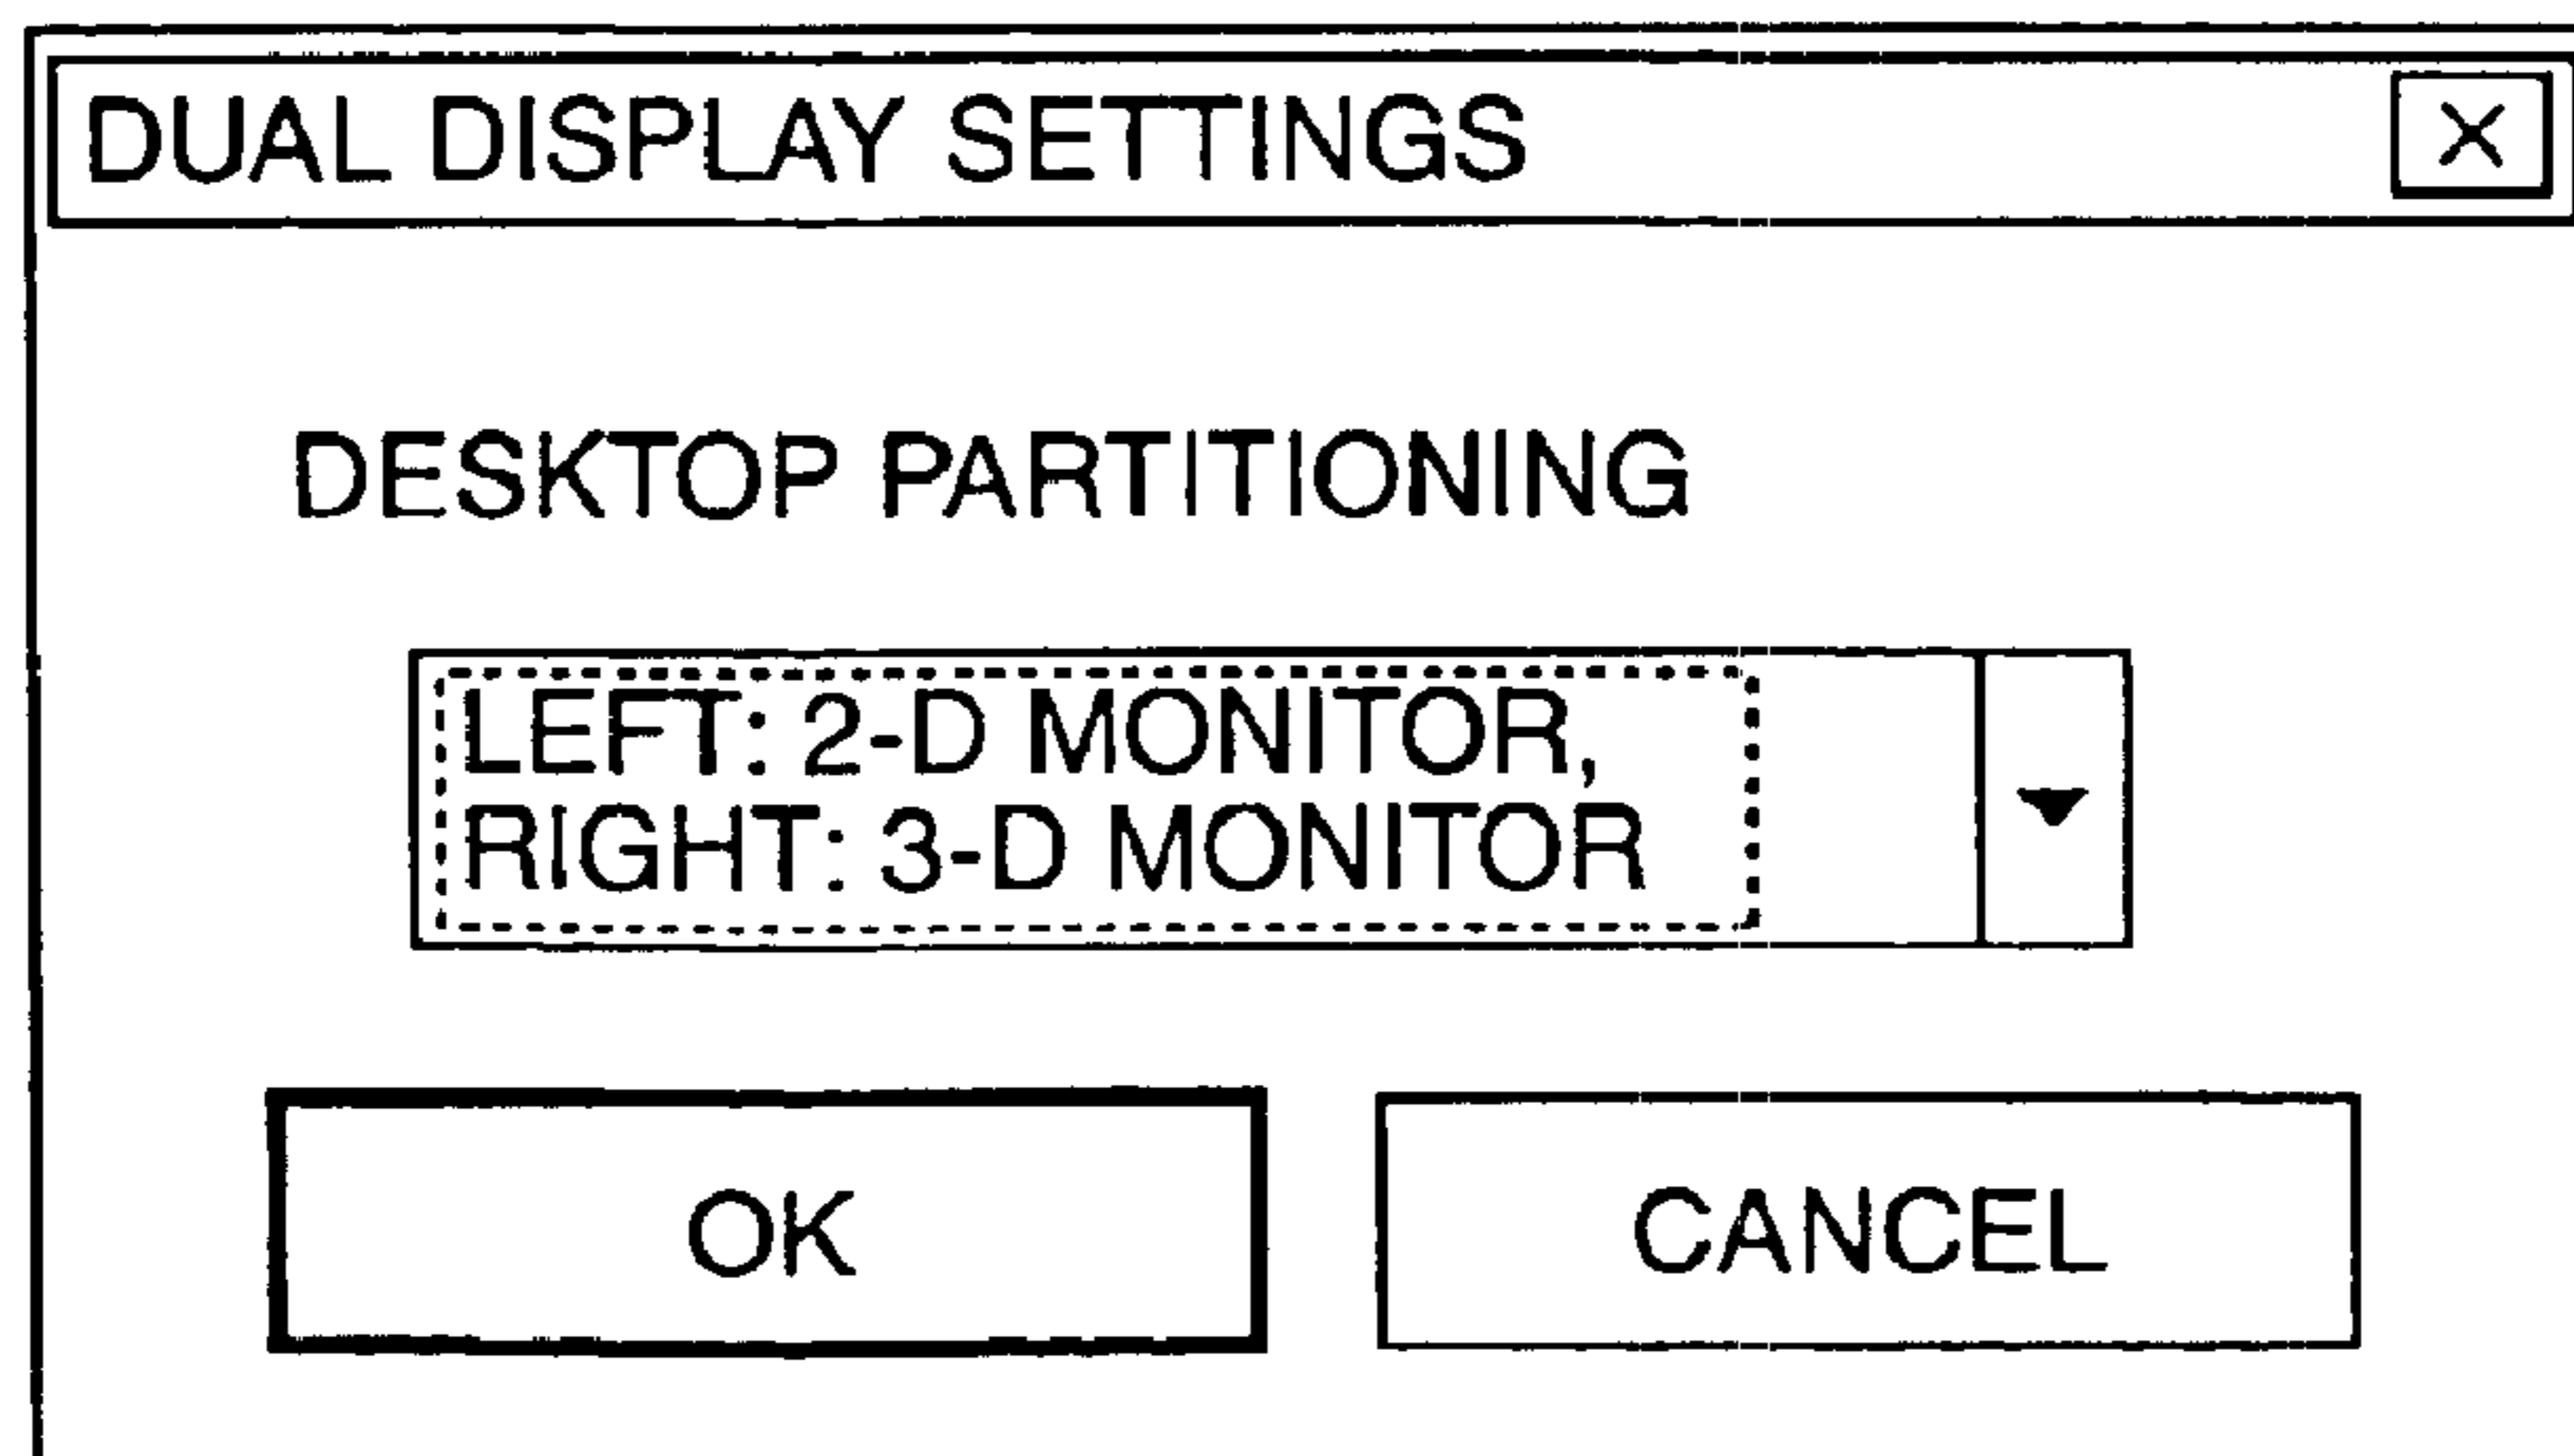 DUAL DISPLAY SETTINGS
DESKTOP PARTITIONING
LEFT: 2-D MONITOR,
RIGHT: 3-D MONITOR
OK
CANCEL